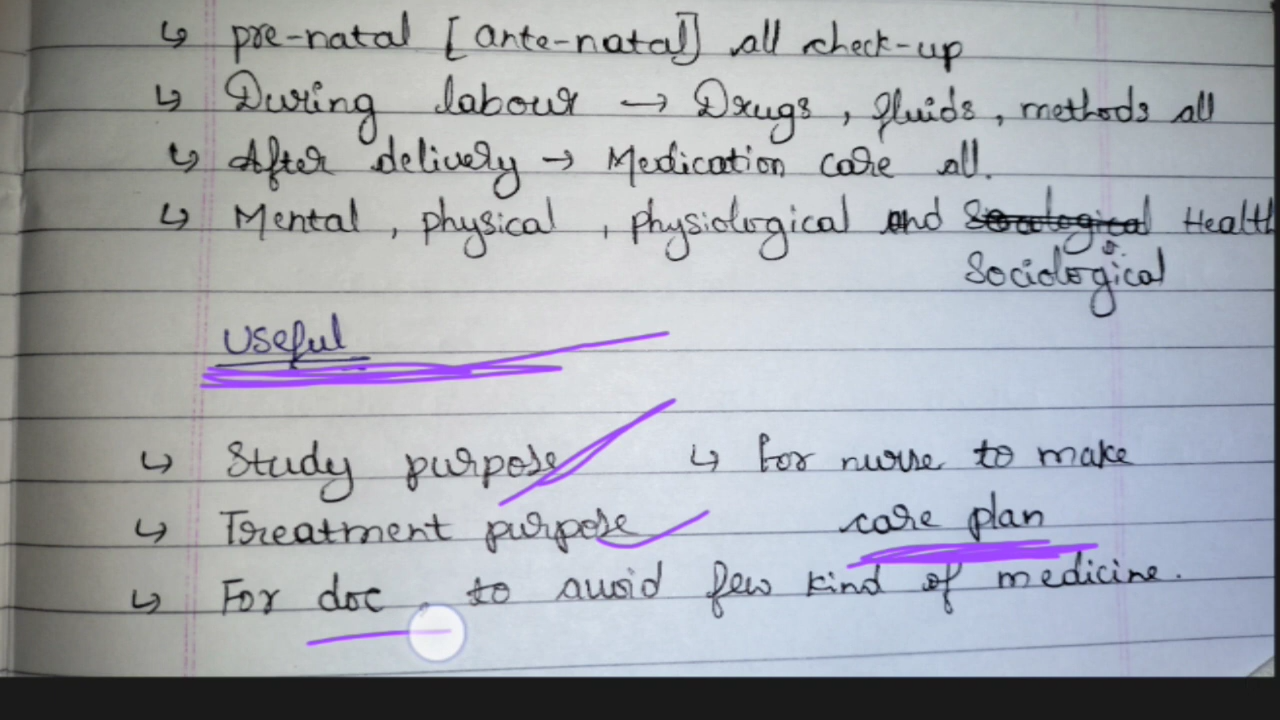 ↳ pre-natal [ante-natal] all check-up
↳ During labour → Drugs, fluids, methods all
↳ After delivery → Medication care all.
↳ Mental, physical, physiological and Health
Sociological
Useful
↳ Study purpose ↳ For nurse to make
↳ Treatment purpose care plan
↳ For doc. to avoid few kind of medicine.